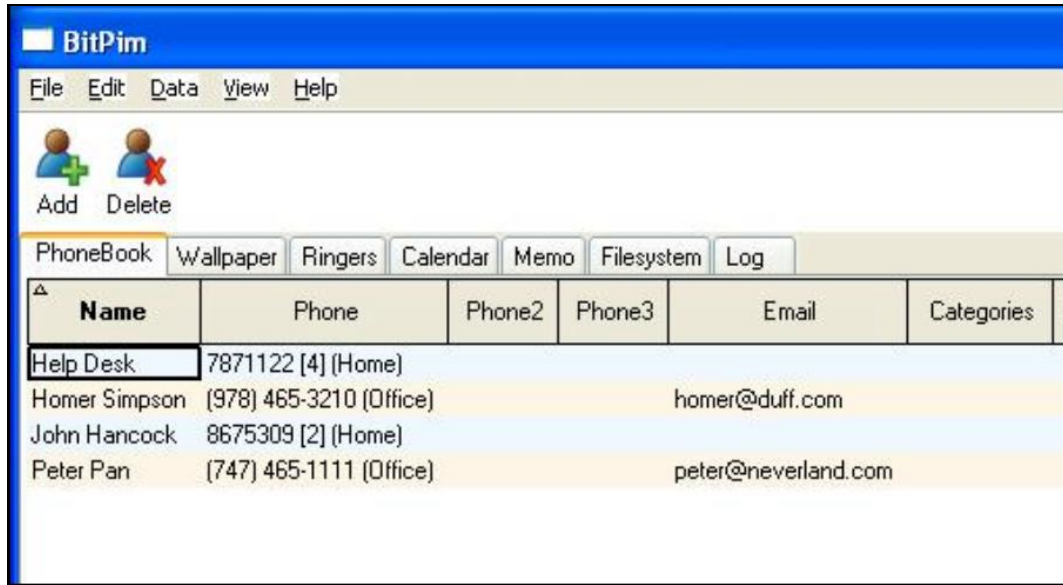 BitPim
File Edit Data View Help
Add Delete
PhoneBook Wallpaper Ringers Calendar Memo Filesystem Log
Name Phone Phone2 Phone3 Email Categories
Help Desk 7871122 [4] (Home)
Homer Simpson (978) 465-3210 (Office) homer@duff.com
John Hancock 8675309 [2] (Home)
Peter Pan (747) 465-1111 (Office) peter@neverland.com